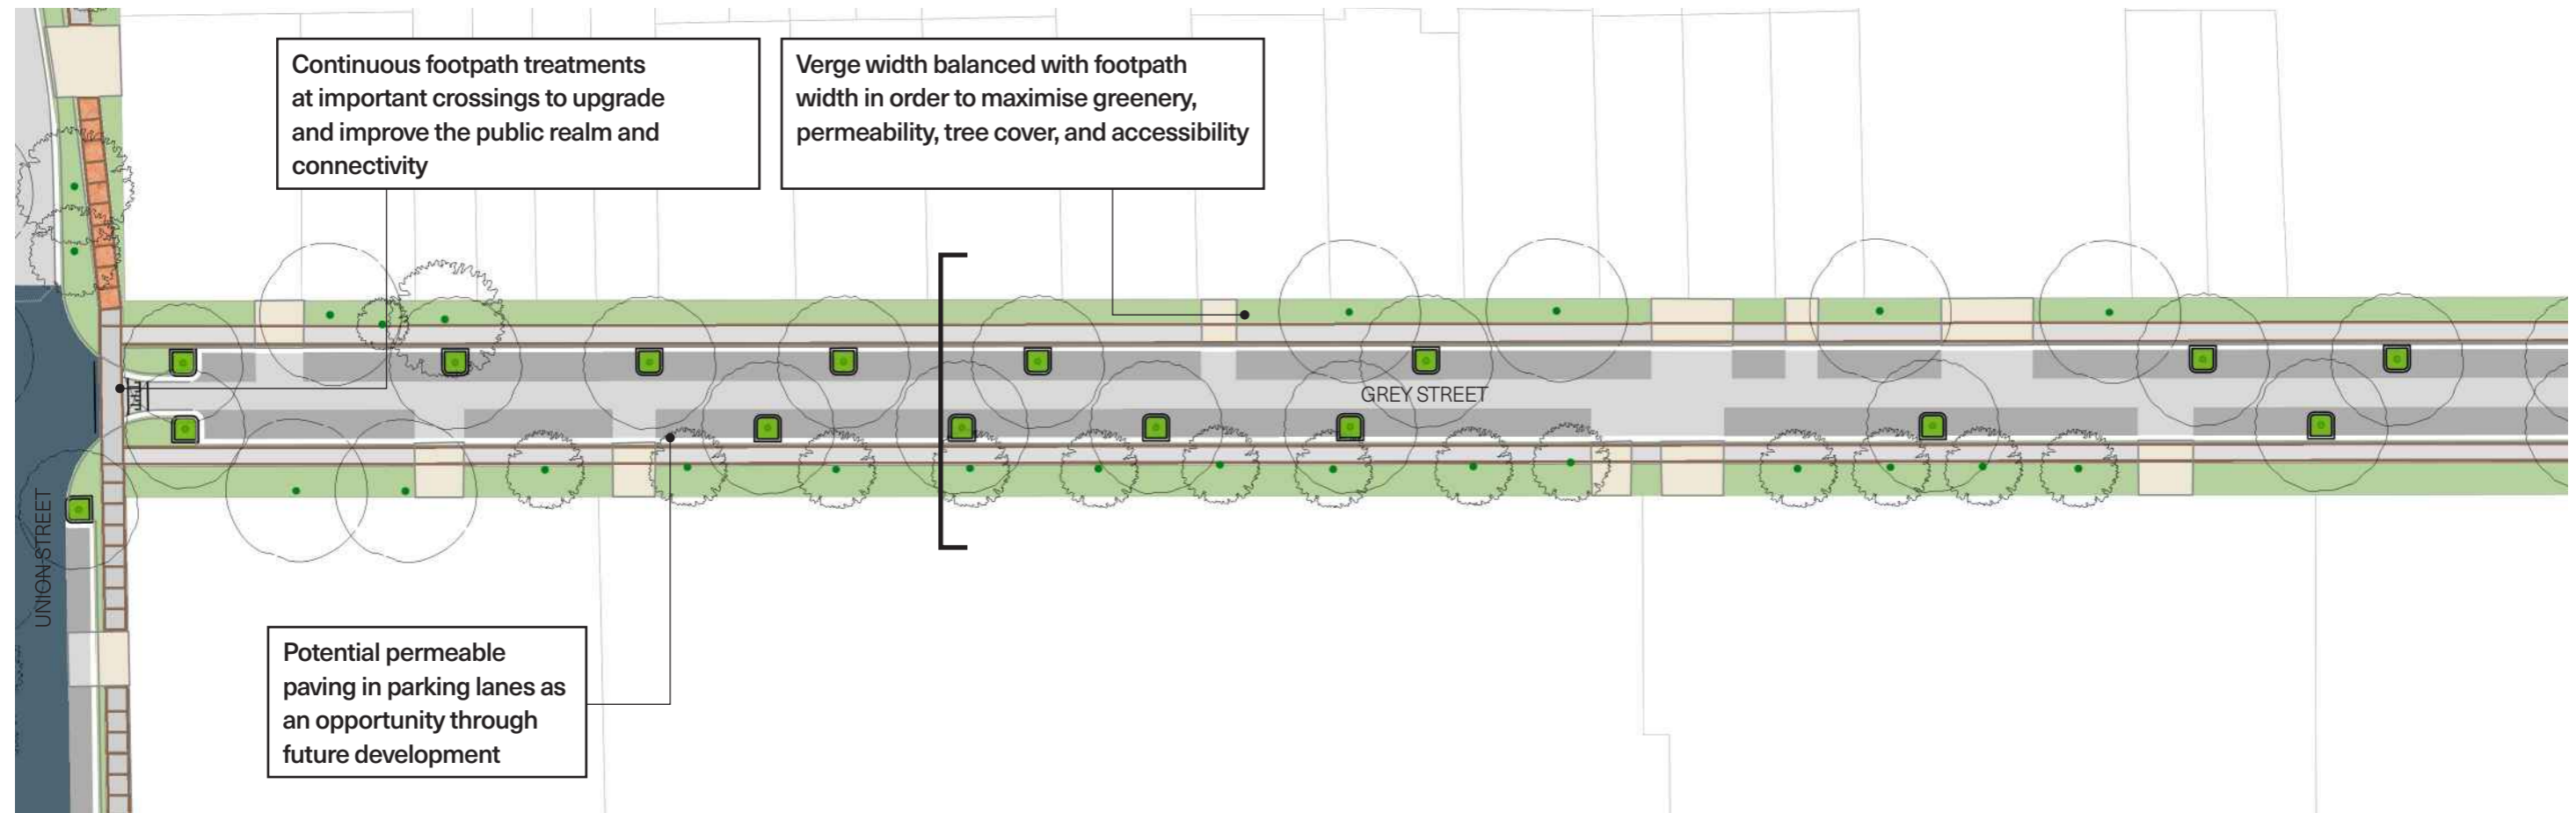 Continuous footpath treatments
at important crossings to upgrade
and improve the public realm and
connectivity
Verge width balanced with footpath
width in order to maximise greenery,
permeability, tree cover, and accessibility
GREY STREET
UNION STREET
Potential permeable
paving in parking lanes as
an opportunity through
future development